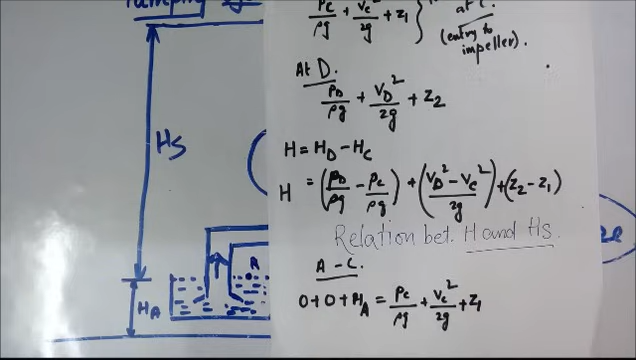 Pumping
Hs
A
HA
pc/ρg + Vc²/2g + z1 } at C.
(entry to
impeller).
At D.
pD/ρg + VD²/2g + z2
H = HD - HC
H = (pD/ρg - pc/ρg) + (VD² - Vc²/2g) + (z2 - z1)
Relation bet. H and Hs.
A - C.
0 + 0 + HA = pc/ρg + Vc²/2g + z1